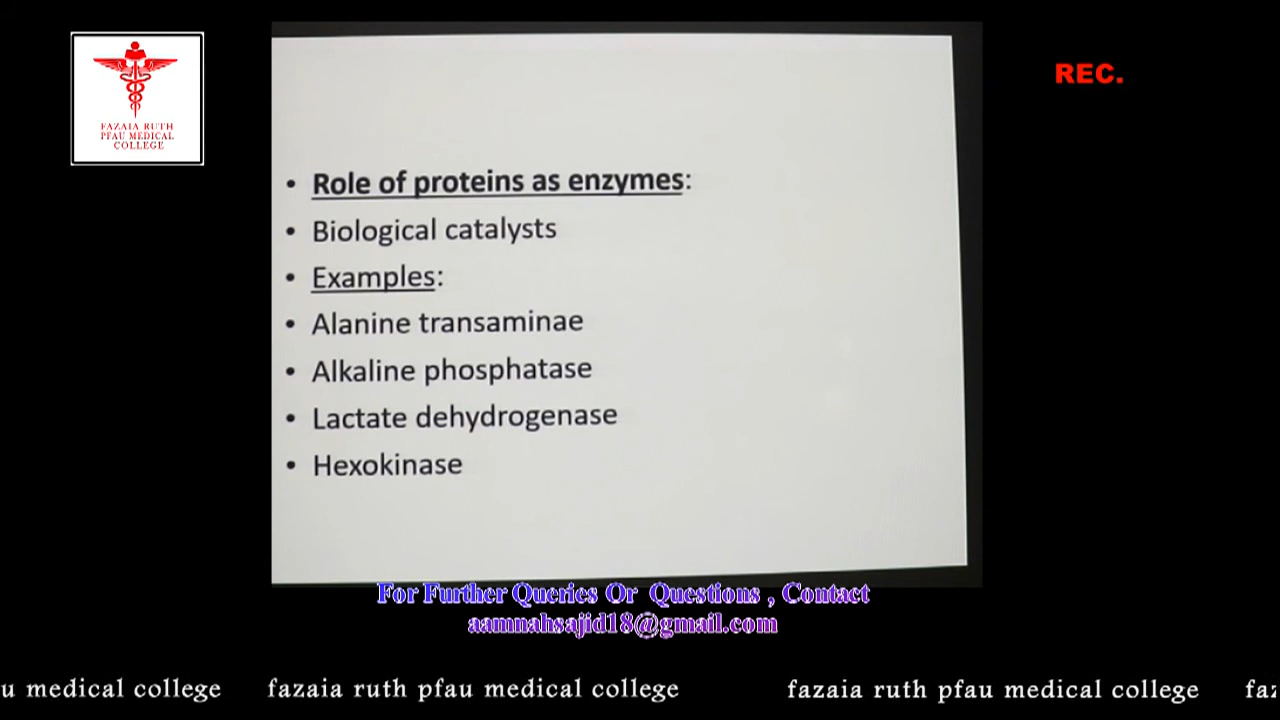 FAZAIA RUTH
PFAU MEDICAL
COLLEGE
REC.
• Role of proteins as enzymes:
• Biological catalysts
• Examples:
• Alanine transaminae
• Alkaline phosphatase
• Lactate dehydrogenase
• Hexokinase
For Further Queries Or Questions , Contact
aamnahsajid18@gmail.com
u medical college fazaia ruth pfau medical college fazaia ruth pfau medical college faz